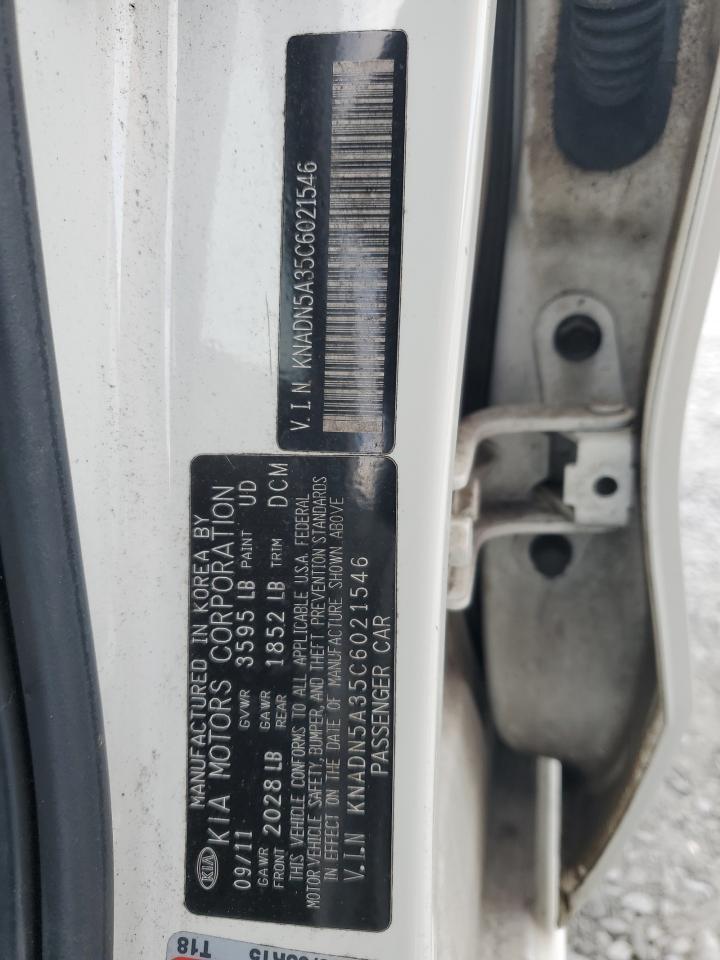 V.I.N KNADN5A35C6021546
KIA
MANUFACTURED IN KOREA BY
KIA MOTORS CORPORATION
09/11 GVWR 3595 LB PAINT UD
GAWR FRONT 2028 LB GAWR REAR 1852 LB TRIM DCM
THIS VEHICLE CONFORMS TO ALL APPLICABLE U.S.A. FEDERAL
MOTOR VEHICLE SAFETY, BUMPER, AND THEFT PREVENTION STANDARDS
IN EFFECT ON THE DATE OF MANUFACTURE SHOWN ABOVE
V.I.N KNADN5A35C6021546
PASSENGER CAR
T18